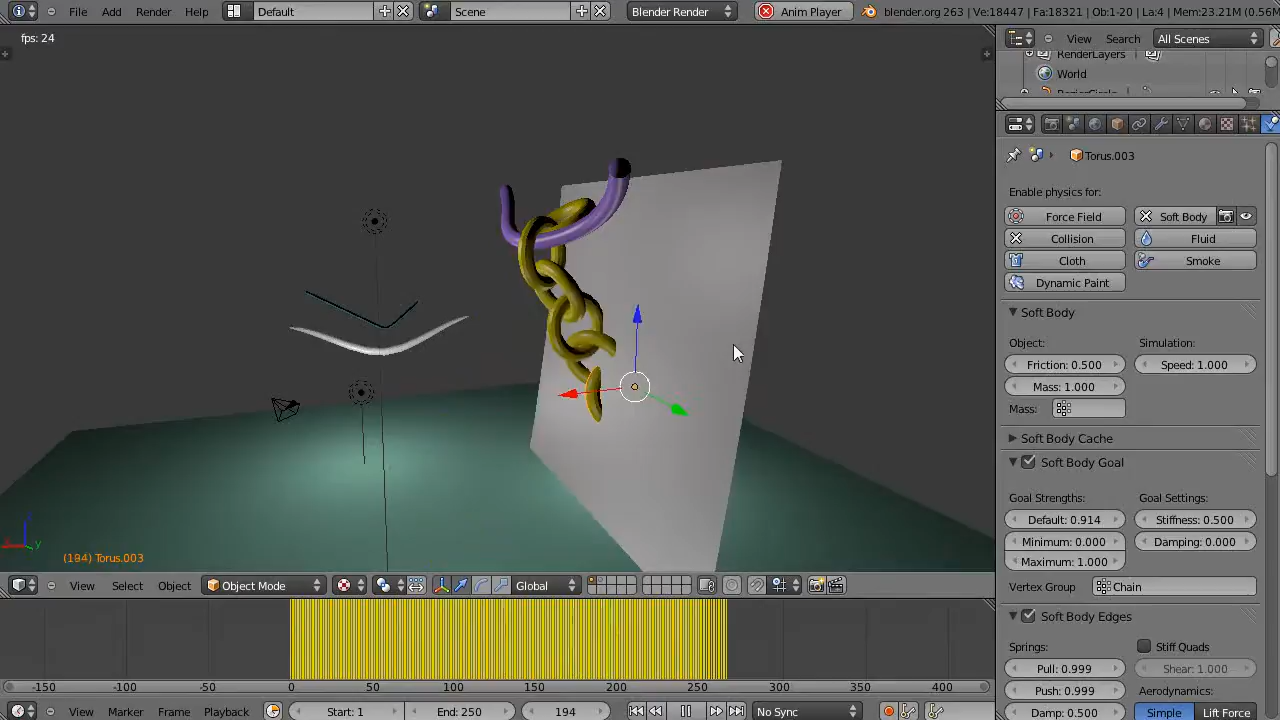 File Add Render Help Default Scene Blender Render Anim Player blender.org 263 | Ve:18447 | Fa:18321 | Ob:1-20 | La:4 | Mem:23.21M (0.56M
fps: 24
View Search All Scenes
RenderLayers
World
BezierCircle
Torus.003
Enable physics for:
Force Field Soft Body
Collision Fluid
Cloth Smoke
Dynamic Paint
Soft Body
Object: Simulation:
Friction: 0.500 Speed: 1.000
Mass: 1.000
Mass:
Soft Body Cache
Soft Body Goal
Goal Strengths: Goal Settings:
Default: 0.914 Stiffness: 0.500
Minimum: 0.000 Damping: 0.000
Maximum: 1.000
Vertex Group Chain
Soft Body Edges
Springs: Stiff Quads
Pull: 0.999 Shear: 1.000
Push: 0.999 Aerodynamics:
Damp: 0.500 Simple Lift Force
(194) Torus.003
View Select Object Object Mode Global
-150 -100 -50 0 50 100 150 200 250 300 350 400
View Marker Frame Playback Start: 1 End: 250 194 No Sync